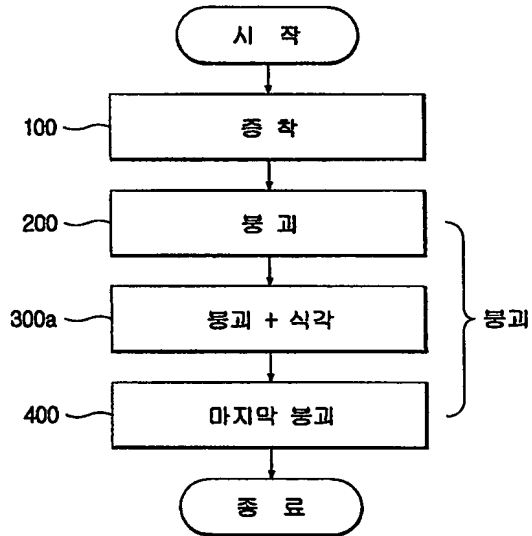 시 작
100
증 착
200
붕 괴
300a
붕괴 + 식각
붕괴
400
마지막 붕괴
종 료